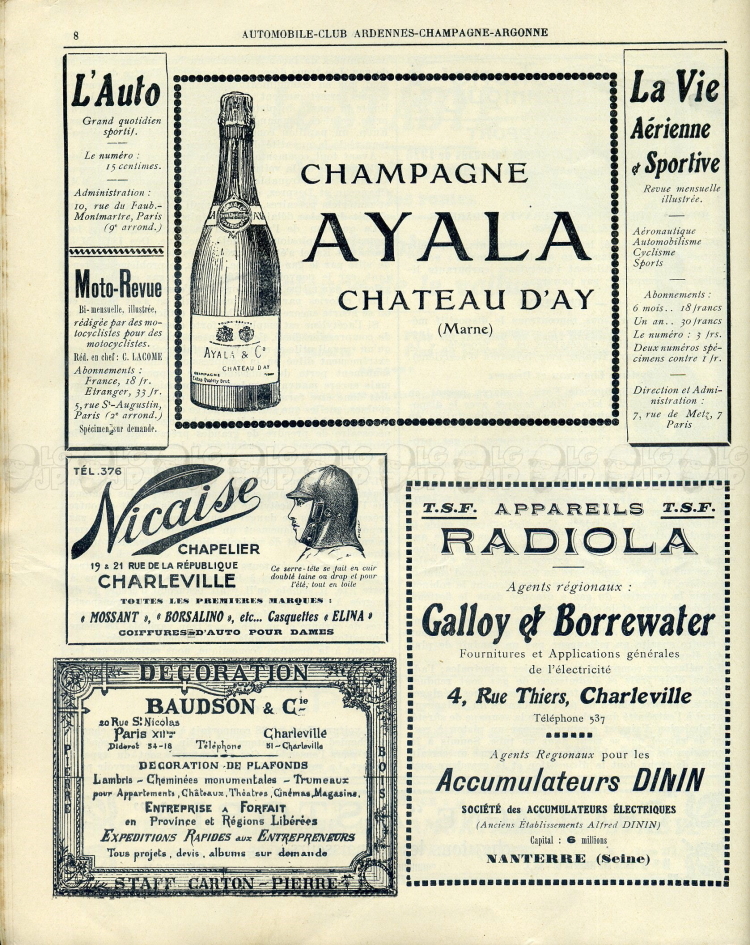 8
AUTOMOBILE-CLUB ARDENNES-CHAMPAGNE-ARGONNE
L'Auto
Grand quotidien
sportif.
Le numéro :
15 centimes.
Administration :
10, rue du Faub.-
Montmartre, Paris
(9e arrond.)
Moto-Revue
Bi-mensuelle, illustrée,
rédigée par des mo-
tocyclistes pour des
motocyclistes.
Réd. en chef : C. LACOME
Abonnements :
France, 18 fr.
Etranger, 33 fr.
5, rue St-Augustin,
Paris (2e arrond.)
Spécimen sur demande.
CHAMPAGNE
AYALA
CHATEAU D'AY
(Marne)
AYALA & Co
CHATEAU D'AY
CHAMPAGNE
La Vie
Aérienne
& Sportive
Revue mensuelle
illustrée.
Aéronautique
Automobilisme
Cyclisme
Sports
Abonnements :
6 mois.. 18 francs
Un an.. 30 francs
Le numéro : 3 frs.
Deux numéros spé-
cimens contre 1 fr.
Direction et Admi-
nistration :
7, rue de Metz, 7
Paris
TÉL. 376
Nicaise
CHAPELIER
19 & 21 RUE DE LA RÉPUBLIQUE
CHARLEVILLE
Ce serre-tête se fait en cuir
doublé laine ou drap et pour
l'été, tout en toile
TOUTES LES PREMIERES MARQUES :
« MOSSANT », « BORSALINO », etc... Casquettes « ELINA »
COIFFURES D'AUTO POUR DAMES
DECORATION
BAUDSON & Cie
20 Rue St Nicolas
Paris XIIme
Diderot 34-18
Téléphone
Charleville
51-Charleville
DECORATION DE PLAFONDS
Lambris - Cheminées monumentales - Trumeaux
pour Appartements, Châteaux, Théatres, Cinémas, Magasins,
ENTREPRISE A FORFAIT
en Province et Régions Libérées
EXPEDITIONS RAPIDES AUX ENTREPRENEURS
Tous projets, devis, albums sur demande
STAFF CARTON-PIERRE
PIERRE
BOIS
T.S.F. APPAREILS T.S.F.
RADIOLA
Agents régionaux :
Galloy & Borrewater
Fournitures et Applications générales
de l'électricité
4, Rue Thiers, Charleville
Téléphone 537
Agents Regionaux pour les
Accumulateurs DININ
SOCIÉTÉ des ACCUMULATEURS ÉLECTRIQUES
(Anciens Établissements Alfred DININ)
Capital : 6 millions
NANTERRE (Seine)